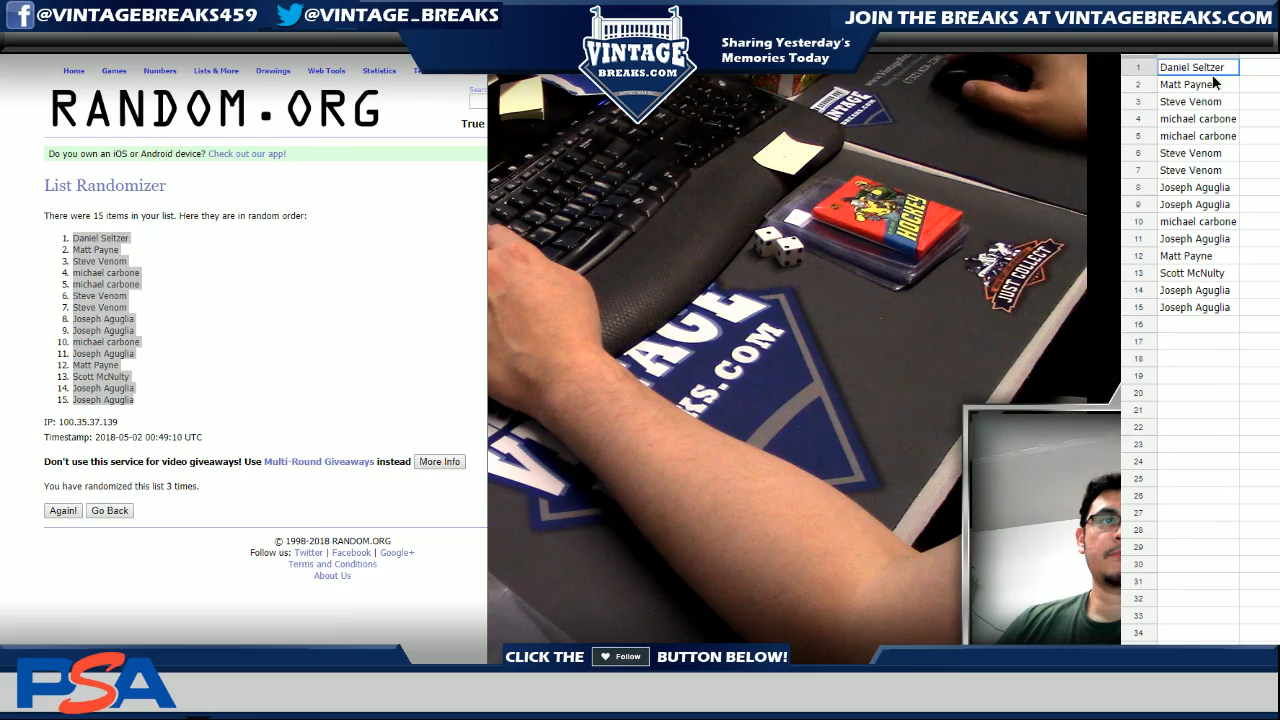 @VINTAGEBREAKS459
@VINTAGE_BREAKS
VINTAGE
BREAKS.COM
Sharing Yesterday's
Memories Today
JOIN THE BREAKS AT VINTAGEBREAKS.COM
Home Games Numbers Lists & More Drawings Web Tools Statistics
RANDOM.ORG
Search
True
Do you own an iOS or Android device? Check out our app!
List Randomizer
There were 15 items in your list. Here they are in random order:
1. Daniel Seltzer
2. Matt Payne
3. Steve Venom
4. michael carbone
5. michael carbone
6. Steve Venom
7. Steve Venom
8. Joseph Aguglia
9. Joseph Aguglia
10. michael carbone
11. Joseph Aguglia
12. Matt Payne
13. Scott McNulty
14. Joseph Aguglia
15. Joseph Aguglia
IP: 100.35.37.139
Timestamp: 2018-05-02 00:49:10 UTC
Don't use this service for video giveaways! Use Multi-Round Giveaways instead More Info
You have randomized this list 3 times.
Again! Go Back
© 1998-2018 RANDOM.ORG
Follow us: Twitter | Facebook | Google+
Terms and Conditions
About Us
VINTAGE
BREAKS.COM
HOCKEY
JUST COLLECT
1 Daniel Seltzer
2 Matt Payne
3 Steve Venom
4 michael carbone
5 michael carbone
6 Steve Venom
7 Steve Venom
8 Joseph Aguglia
9 Joseph Aguglia
10 michael carbone
11 Joseph Aguglia
12 Matt Payne
13 Scott McNulty
14 Joseph Aguglia
15 Joseph Aguglia
16
17
18
19
20
21
22
23
24
25
26
27
28
29
30
31
32
33
34
CLICK THE Follow BUTTON BELOW!
PSA